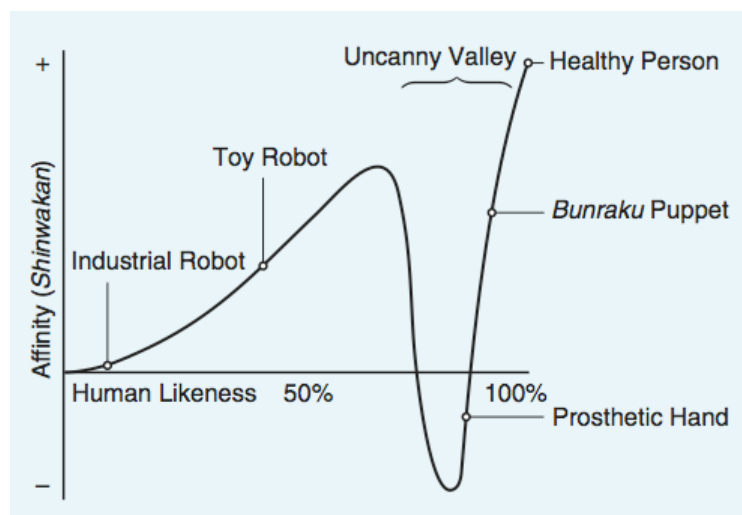 +
Uncanny Valley
Healthy Person
Toy Robot
Bunraku Puppet
Industrial Robot
Affinity (Shinwakan)
Human Likeness 50% 100%
Prosthetic Hand
–